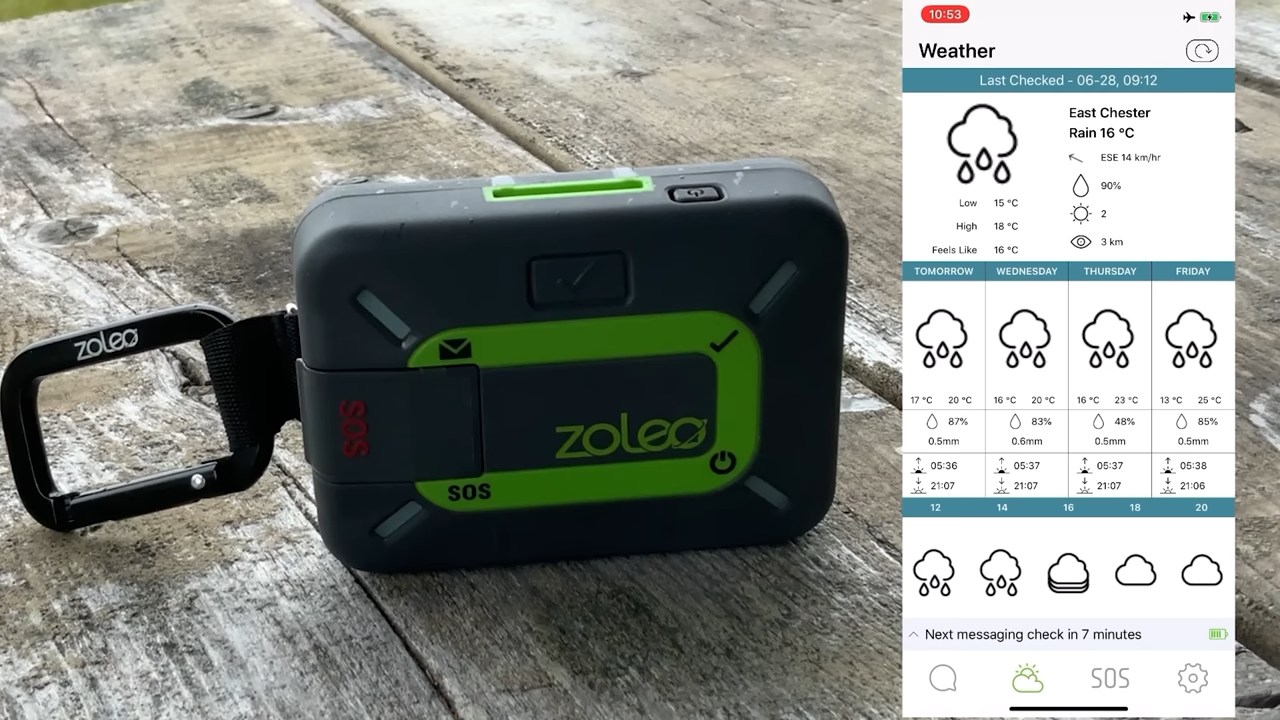 zoleo
SOS
zoleo
SOS
10:53
Weather
Last Checked - 06-28, 09:12
East Chester
Rain 16 °C
ESE 14 km/hr
90%
Low 15 °C
2
High 18 °C
3 km
Feels Like 16 °C
TOMORROW WEDNESDAY THURSDAY FRIDAY
17 °C 20 °C 16 °C 20 °C 16 °C 23 °C 13 °C 25 °C
87% 83% 48% 85%
0.5mm 0.6mm 0.5mm 0.5mm
05:36 05:37 05:37 05:38
21:07 21:07 21:07 21:06
12 14 16 18 20
Next messaging check in 7 minutes
SOS